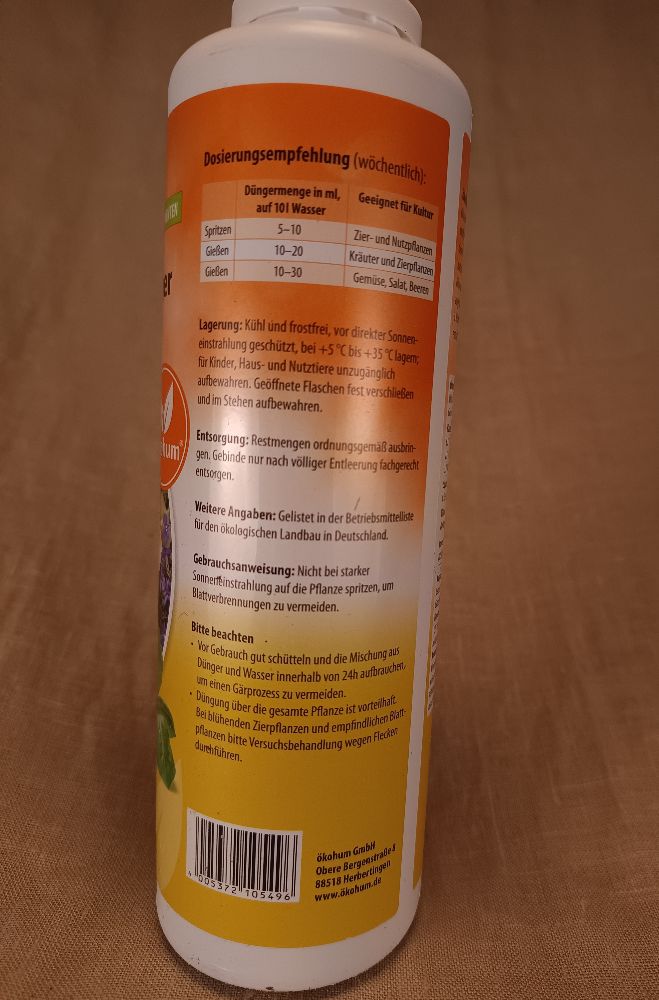 Dosierungsempfehlung (wöchentlich):
Düngermenge in ml, auf 10 l Wasser Geeignet für Kultur
Spritzen 5–10 Zier- und Nutzpflanzen
Gießen 10–20 Kräuter und Zierpflanzen
Gießen 10–30 Gemüse, Salat, Beeren
Lagerung: Kühl und frostfrei, vor direkter Sonnen-
einstrahlung geschützt, bei +5 °C bis +35 °C lagern;
für Kinder, Haus- und Nutztiere unzugänglich
aufbewahren. Geöffnete Flaschen fest verschließen
und im Stehen aufbewahren.
Entsorgung: Restmengen ordnungsgemäß ausbrin-
gen. Gebinde nur nach völliger Entleerung fachgerecht
entsorgen.
Weitere Angaben: Gelistet in der Betriebsmittelliste
für den ökologischen Landbau in Deutschland.
Gebrauchsanweisung: Nicht bei starker
Sonneneinstrahlung auf die Pflanze spritzen, um
Blattverbrennungen zu vermeiden.
Bitte beachten
• Vor Gebrauch gut schütteln und die Mischung aus
Dünger und Wasser innerhalb von 24h aufbrauchen,
um einen Gärprozess zu vermeiden.
• Düngung über die gesamte Pflanze ist vorteilhaft.
Bei blühenden Zierpflanzen und empfindlichen Blatt-
pflanzen bitte Versuchsbehandlung wegen Flecken
durchführen.
4 005372 105496
ökohum GmbH
Obere Bergenstraße 8
88518 Herbertingen
www.ökohum.de